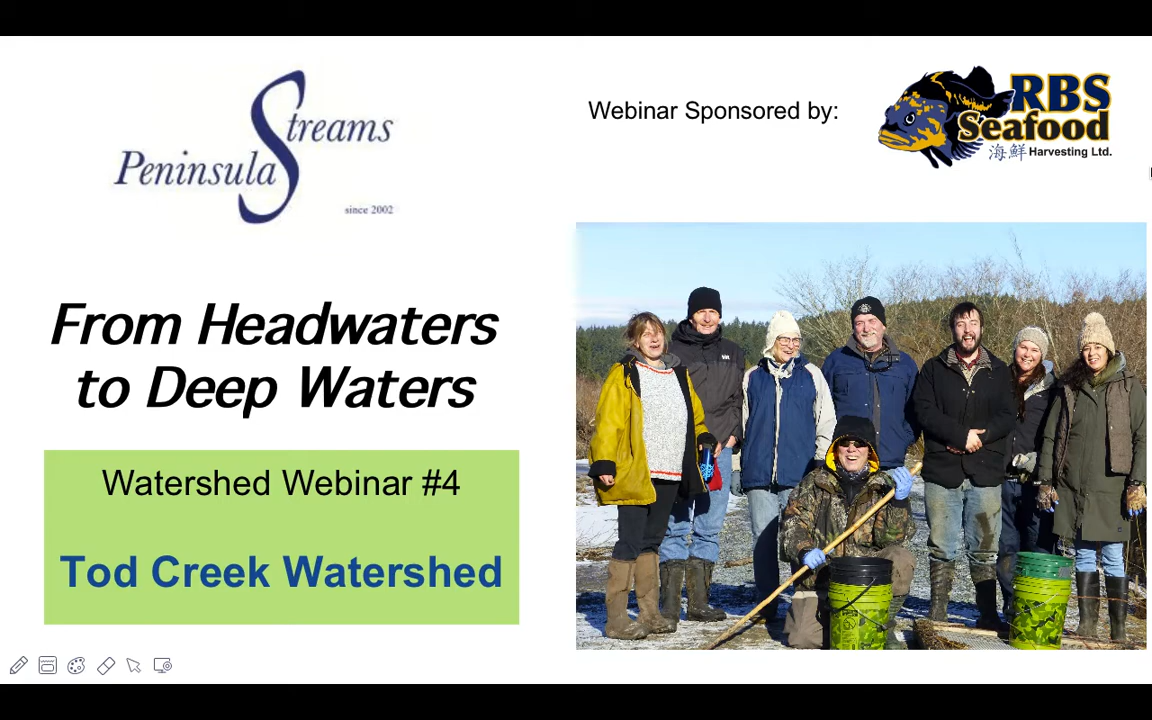 Peninsula Streams
since 2002
Webinar Sponsored by:
RBS
Seafood
海鮮 Harvesting Ltd.
From Headwaters
to Deep Waters
Watershed Webinar #4
Tod Creek Watershed